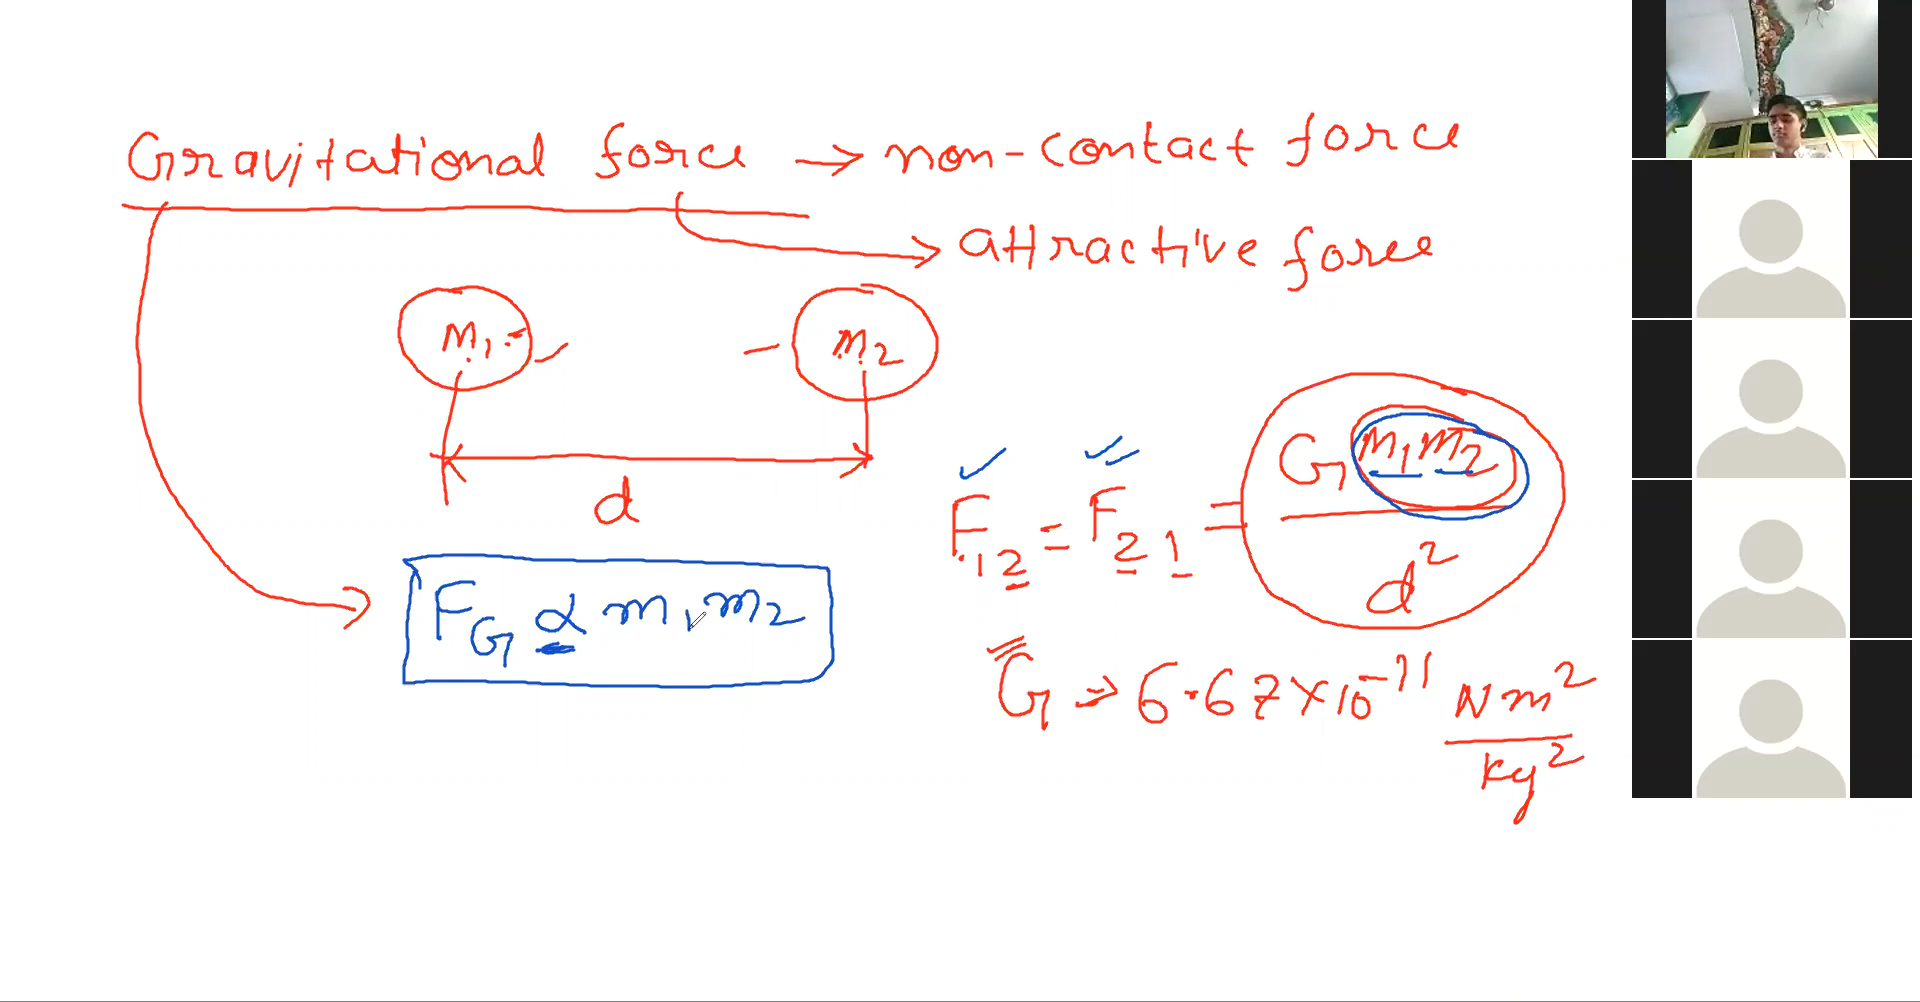 Gravitational force → non-contact force
→ attractive force
m₁ m₂
d
F₁₂ = F₂₁ = G m₁m₂ / d²
F_G α m₁m₂
G → 6.67 × 10⁻¹¹ Nm² / kg²